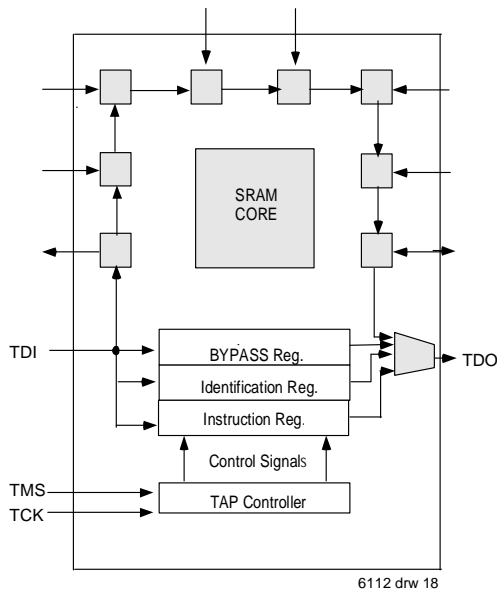 SRAM
CORE
TDI
BYPASS Reg.
TDO
Identification Reg.
Instruction Reg.
Control Signals
TMS
TAP Controller
TCK
6112 drw 18